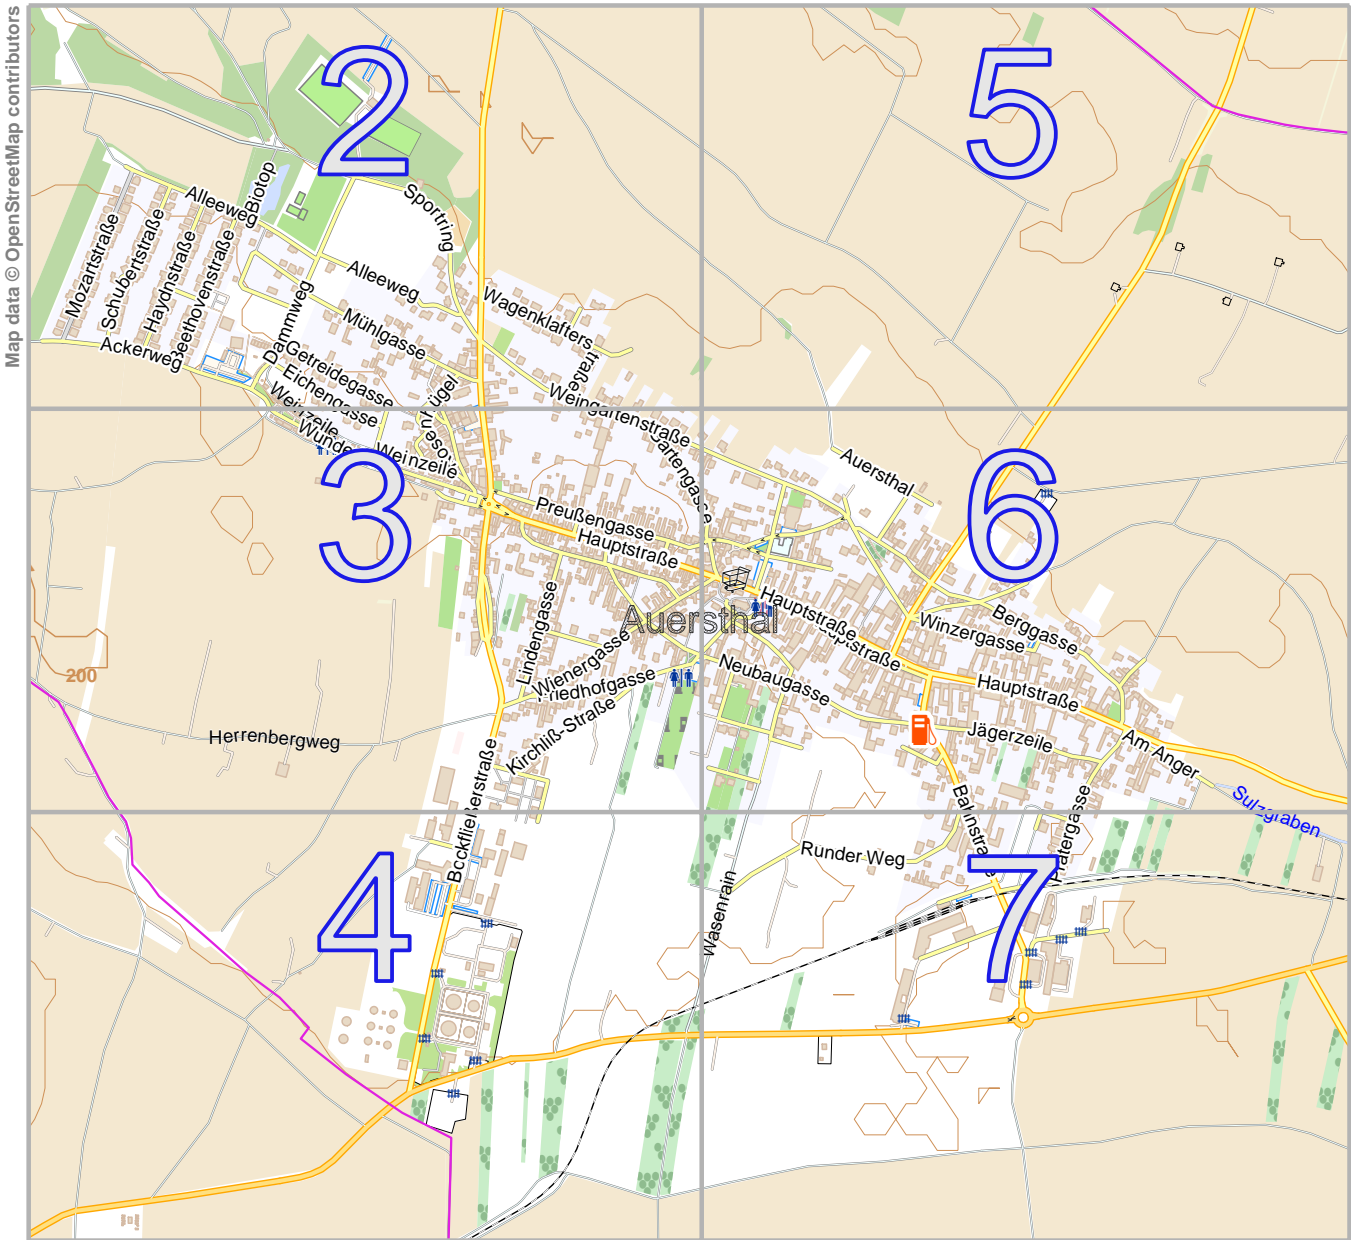 Map data © OpenStreetMap contributors
2
5
Biotop
Alleeweg
Sportring
Mozartstraße
Schubertstraße
Haydnstraße
Beethovenstraße
Alleeweg
Wagenklafterstraße
Dammweg
Mühlgasse
Ackerweg
Getreidegasse
Eichengasse
Weinzeile
Weingartenstraße
3
6
Weinzeile
Gartengasse
Auersthal
Preußengasse
Hauptstraße
Hauptstraße
Auersthal
Lindengasse
Wienergasse
Berggasse
Winzergasse
Neubaugasse
Hauptstraße
200
Kirchliß-Straße
Herrenbergweg
Jägerzeile
Am Anger
Bockfließerstraße
Sulzgraben
4
7
Runder Weg
Pratergasse
Wasenrain